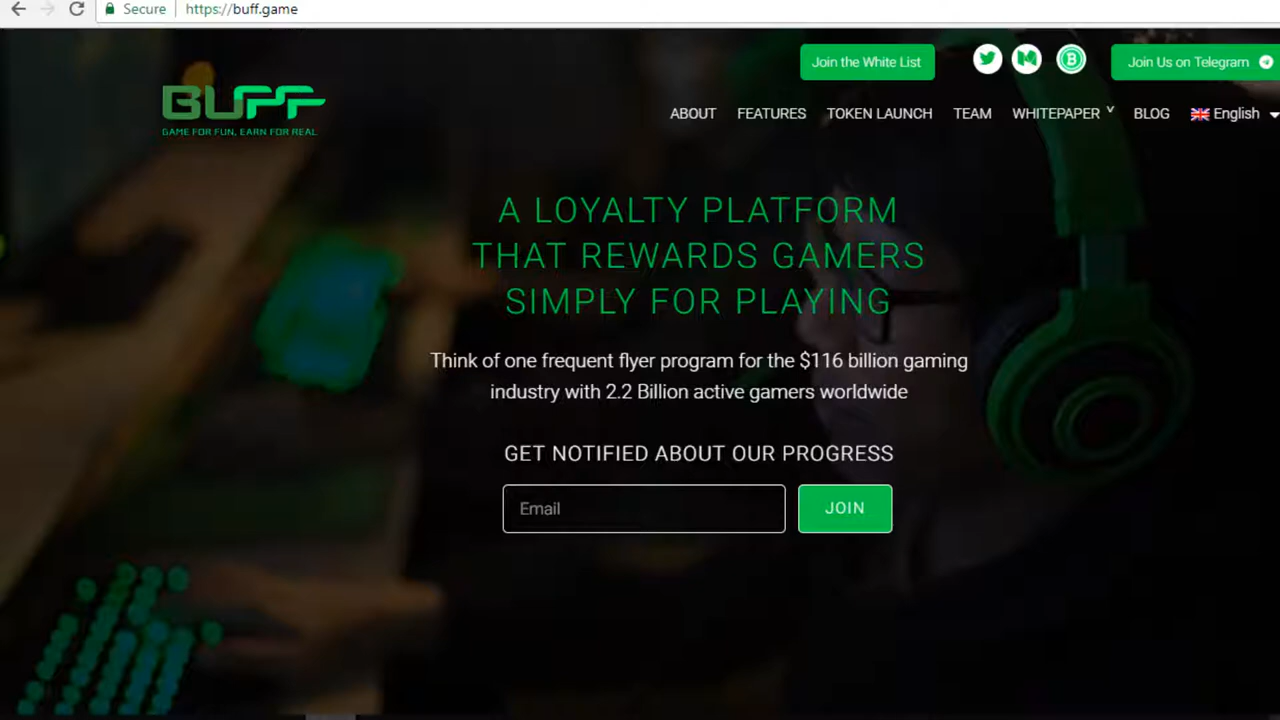 Secure https://buff.game
Join the White List
Join Us on Telegram
BUFF
GAME FOR FUN, EARN FOR REAL.
ABOUT FEATURES TOKEN LAUNCH TEAM WHITEPAPER BLOG English
A LOYALTY PLATFORM
THAT REWARDS GAMERS
SIMPLY FOR PLAYING
Think of one frequent flyer program for the $116 billion gaming
industry with 2.2 Billion active gamers worldwide
GET NOTIFIED ABOUT OUR PROGRESS
Email
JOIN